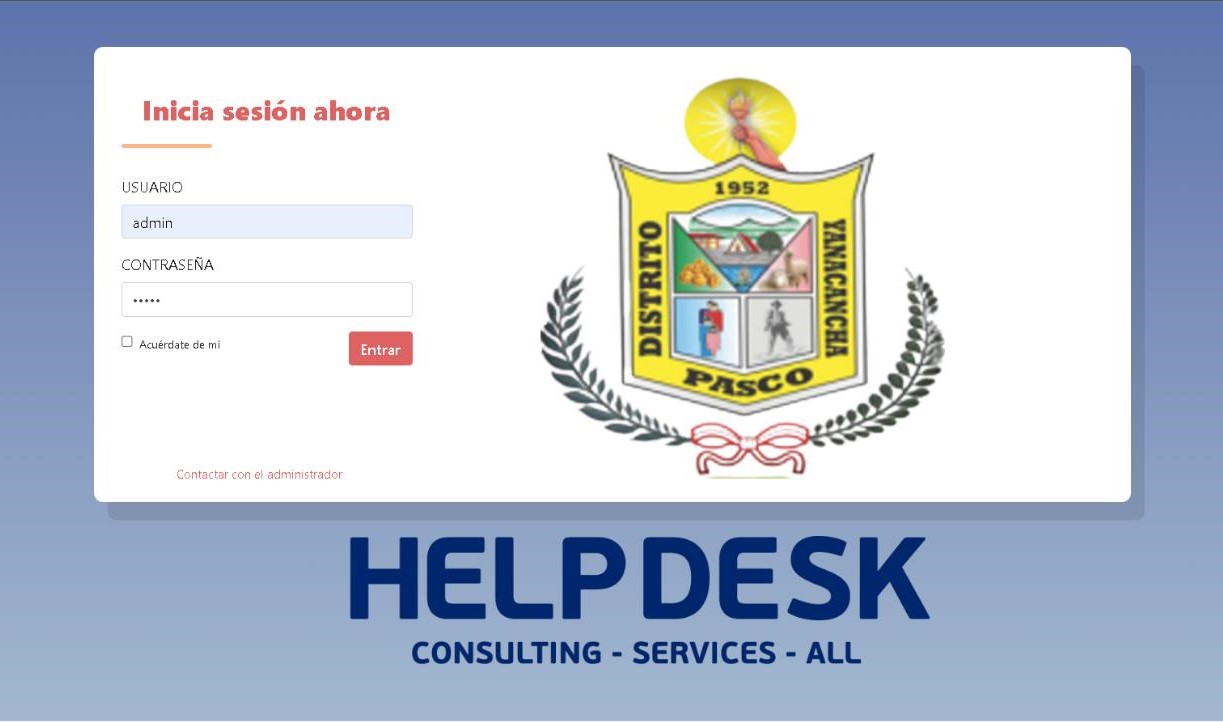 Inicia sesión ahora
USUARIO
admin
CONTRASEÑA
•••••
Acuérdate de mí
Entrar
Contactar con el administrador
1952
DISTRITO
YANACANCHA
PASCO
HELPDESK
CONSULTING - SERVICES - ALL